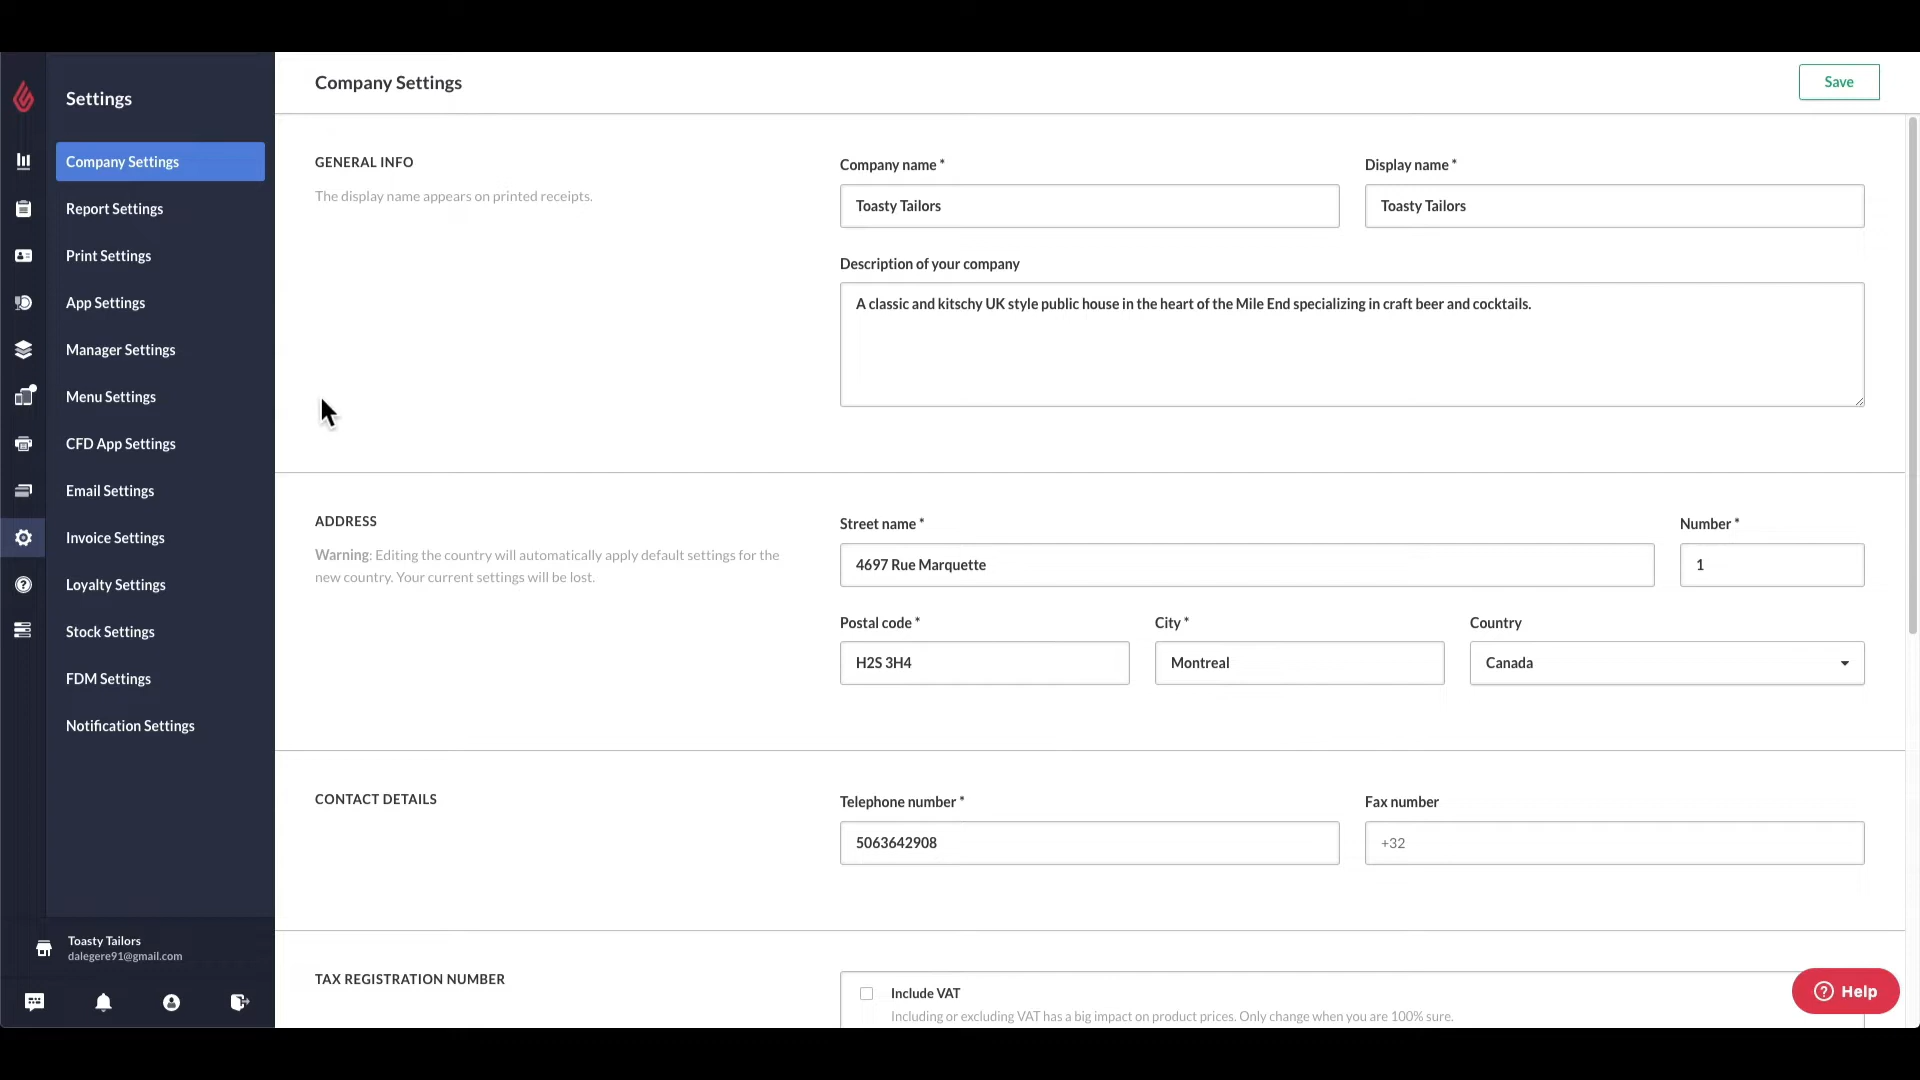 Settings
Company Settings
Report Settings
Print Settings
App Settings
Manager Settings
Menu Settings
CFD App Settings
Email Settings
Invoice Settings
Loyalty Settings
Stock Settings
FDM Settings
Notification Settings
Toasty Tailors
dalegere91@gmail.com
Company Settings
Save
GENERAL INFO
The display name appears on printed receipts.
Company name *
Display name *
Toasty Tailors
Toasty Tailors
Description of your company
A classic and kitschy UK style public house in the heart of the Mile End specializing in craft beer and cocktails.
ADDRESS
Warning: Editing the country will automatically apply default settings for the
new country. Your current settings will be lost.
Street name *
Number *
4697 Rue Marquette
1
Postal code *
City *
Country
H2S 3H4
Montreal
Canada
CONTACT DETAILS
Telephone number *
Fax number
5063642908
+32
TAX REGISTRATION NUMBER
Include VAT
Including or excluding VAT has a big impact on product prices. Only change when you are 100% sure.
Help